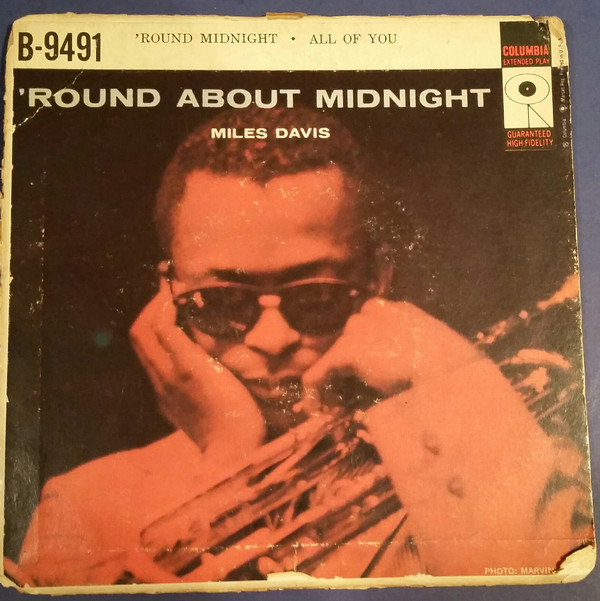 B-9491
'ROUND MIDNIGHT • ALL OF YOU
COLUMBIA
EXTENDED PLAY
GUARANTEED
HIGH-FIDELITY
'ROUND ABOUT MIDNIGHT
MILES DAVIS
PHOTO: MARVIN